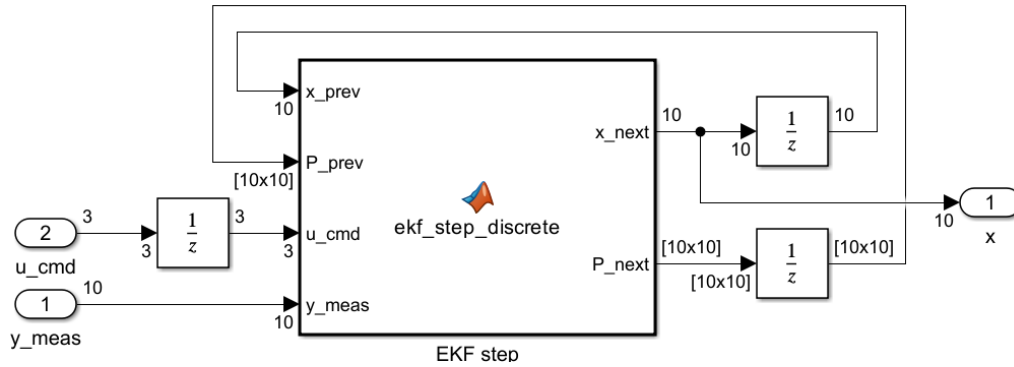 x_prev
10
10
10
10
x_next
10
1
z
P_prev
[10x10]
3
1
z
3
3
u_cmd
3
ekf_step_discrete
2
u_cmd
1
10
x
P_next
[10x10]
[10x10]
1
z
[10x10]
10
1
y_meas
10
y_meas
EKF step